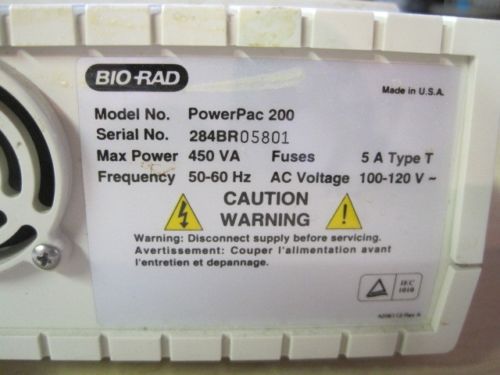 BIO-RAD
Made in U.S.A.
Model No. PowerPac 200
Serial No. 284BR05801
Max Power 450 VA Fuses 5 A Type T
Frequency 50-60 Hz AC Voltage 100-120 V ~
CAUTION
WARNING
Warning: Disconnect supply before servicing.
Avertissement: Couper l'alimentation avant
l'entretien et depannage.
IEC
1010